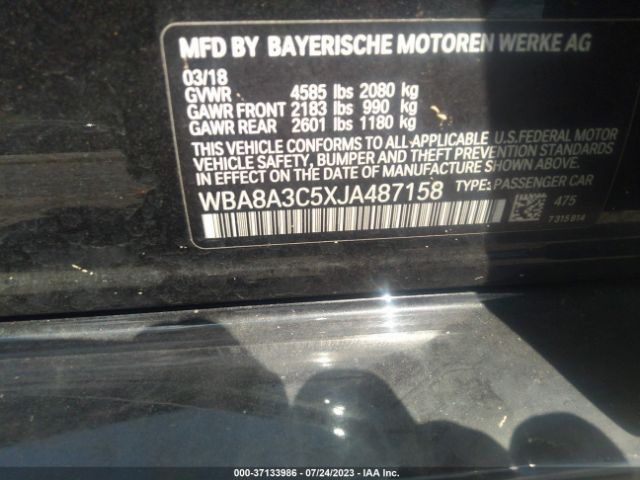 MFD BY BAYERISCHE MOTOREN WERKE AG
03/18
GVWR 4585 lbs 2080 kg
GAWR FRONT 2183 lbs 990 kg
GAWR REAR 2601 lbs 1180 kg
THIS VEHICLE CONFORMS TO ALL APPLICABLE U.S.FEDERAL MOTOR
VEHICLE SAFETY, BUMPER AND THEFT PREVENTION STANDARDS
IN EFFECT ON THE DATE OF MANUFACTURE SHOWN ABOVE.
WBA8A3C5XJA487158 TYPE: PASSENGER CAR
475
7315814
000-37133986 - 07/24/2023 - IAA Inc.